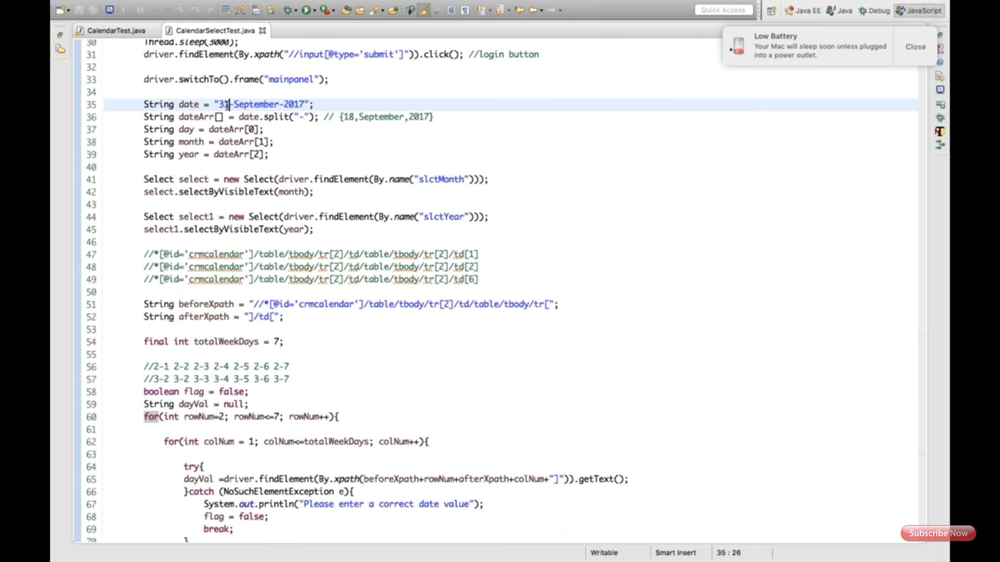 Quick Access
Java EE
Java
Debug
JavaScript
CalendarTest.java
CalendarSelectTest.java
Low Battery
Your Mac will sleep soon unless plugged
into a power outlet.
Close
30 Thread.sleep(3000);
31 driver.findElement(By.xpath("//input[@type='submit']")).click(); //login button
32
33 driver.switchTo().frame("mainpanel");
34
35 String date = "31-September-2017";
36 String dateArr[] = date.split("-"); // {18,September,2017}
37 String day = dateArr[0];
38 String month = dateArr[1];
39 String year = dateArr[2];
40
41 Select select = new Select(driver.findElement(By.name("slctMonth")));
42 select.selectByVisibleText(month);
43
44 Select select1 = new Select(driver.findElement(By.name("slctYear")));
45 select1.selectByVisibleText(year);
46
47 //*[@id='crmcalendar']/table/tbody/tr[2]/td/table/tbody/tr[2]/td[1]
48 //*[@id='crmcalendar']/table/tbody/tr[2]/td/table/tbody/tr[2]/td[2]
49 //*[@id='crmcalendar']/table/tbody/tr[2]/td/table/tbody/tr[2]/td[6]
50
51 String beforeXpath = "//*[@id='crmcalendar']/table/tbody/tr[2]/td/table/tbody/tr[";
52 String afterXpath = "]/td[";
53
54 final int totalWeekDays = 7;
55
56 //2-1 2-2 2-3 2-4 2-5 2-6 2-7
57 //3-2 3-2 3-3 3-4 3-5 3-6 3-7
58 boolean flag = false;
59 String dayVal = null;
60 for(int rowNum=2; rowNum<=7; rowNum++){
61
62 for(int colNum = 1; colNum<=totalWeekDays; colNum++){
63
64 try{
65 dayVal =driver.findElement(By.xpath(beforeXpath+rowNum+afterXpath+colNum+"]")).getText();
66 }catch (NoSuchElementException e){
67 System.out.println("Please enter a correct date value");
68 flag = false;
69 break;
70 }
Subscribe Now
Writable
Smart Insert
35 : 26